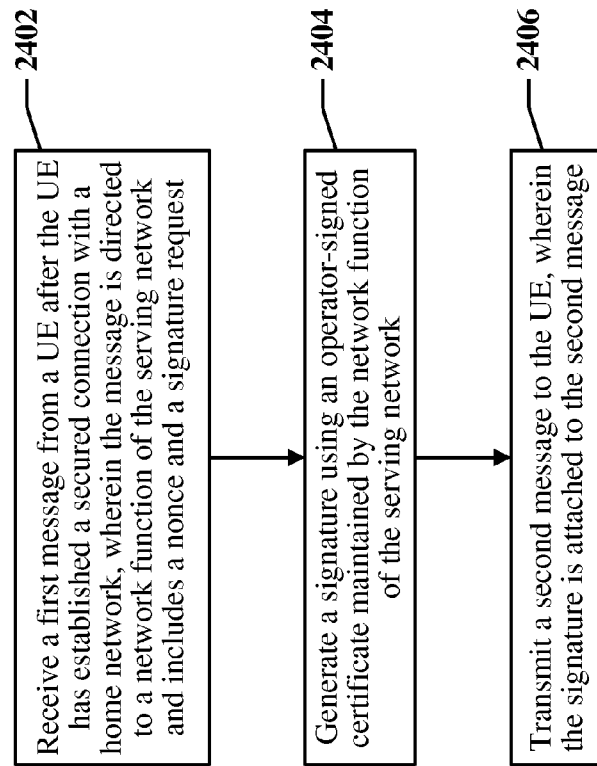 2402
Receive a first message from a UE after the UE
has established a secured connection with a
home network, wherein the message is directed
to a network function of the serving network
and includes a nonce and a signature request
2404
Generate a signature using an operator-signed
certificate maintained by the network function
of the serving network
2406
Transmit a second message to the UE, wherein
the signature is attached to the second message